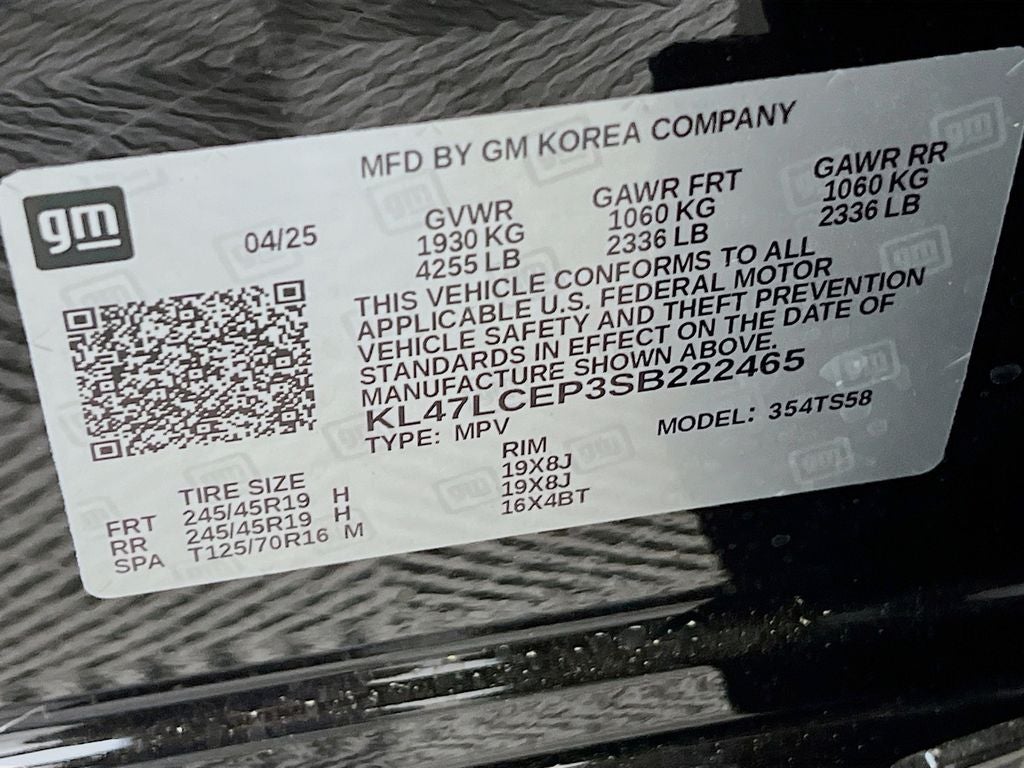 MFD BY GM KOREA COMPANY
gm
04/25
GVWR
1930 KG
4255 LB
GAWR FRT
1060 KG
2336 LB
GAWR RR
1060 KG
2336 LB
THIS VEHICLE CONFORMS TO ALL
APPLICABLE U.S. FEDERAL MOTOR
VEHICLE SAFETY AND THEFT PREVENTION
STANDARDS IN EFFECT ON THE DATE OF
MANUFACTURE SHOWN ABOVE.
KL47LCEP3SB222465
TYPE: MPV
MODEL: 354TS58
TIRE SIZE
RIM
FRT 245/45R19 H 19X8J
RR 245/45R19 H 19X8J
SPA T125/70R16 M 16X4BT